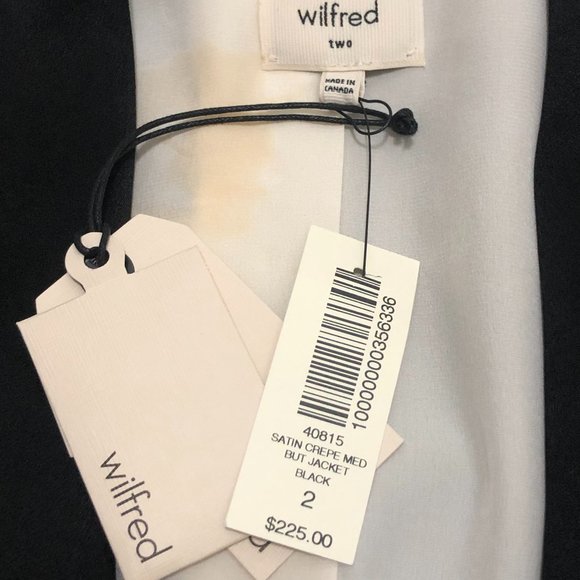 wilfred
two
MADE IN
CANADA
10000000356336
40815
SATIN CREPE MED
BUT JACKET
BLACK
2
$225.00
wilfred